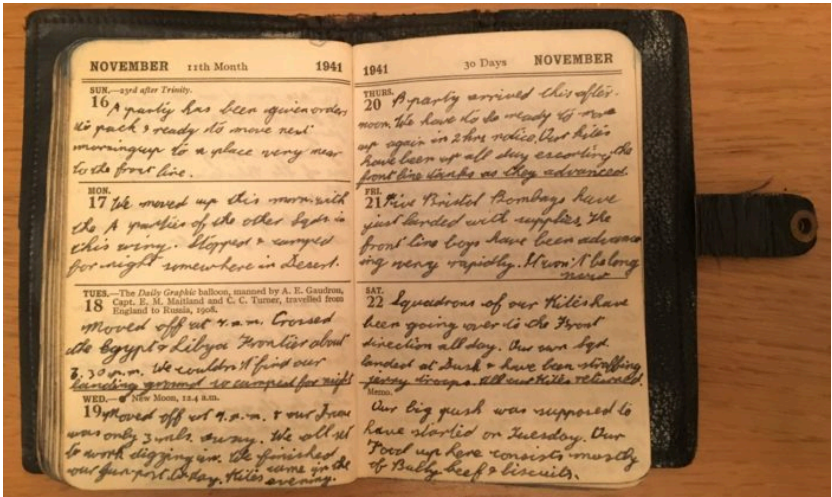 NOVEMBER 11th Month 1941
SUN.—23rd after Trinity.
16 A party has been given orders
to pack & ready to move next
morning up to a place very near
to the front line.
MON.
17 We moved up this morn. with
the A parties of the other Sqds in
this wing. Stopped & camped
for night somewhere in Desert.
TUES.—The Daily Graphic balloon, manned by A. E. Gaudron,
Capt. E. M. Maitland and C. C. Turner, travelled from
England to Russia, 1908.
18
Moved off at 7 a.m. Crossed
the Egypt & Libya Frontier about
3.30 p.m. We couldn't find our
landing ground so camped for night
WED.— New Moon, 12.4 a.m.
19 Moved off at 7 a.m. & our
was only 3 mls. away. We all set
to work digging in. We finished
our gun-post to-day. Kites came in the
evening.
1941 30 Days NOVEMBER
THURS.
20 B party arrived this after-
noon. We have to be ready to move
up again in 2 hrs notice. Our kites
have been up all day escorting the
front line tanks as they advanced.
FRI.
21 Five Bristol Bombays have
just landed with supplies. The
front line boys have been advanc
ing very rapidly. It won't be long
now
SAT.
22 Squadrons of our Kites have
been going over to the Front
direction all day. Our own sqd.
landed at Dusk & have been straffing
jerry troops. All our Kites returned.
Memo.
Our big push was supposed to
have started on Tuesday. Our
Food up here consists mostly
of Bully beef & biscuits.